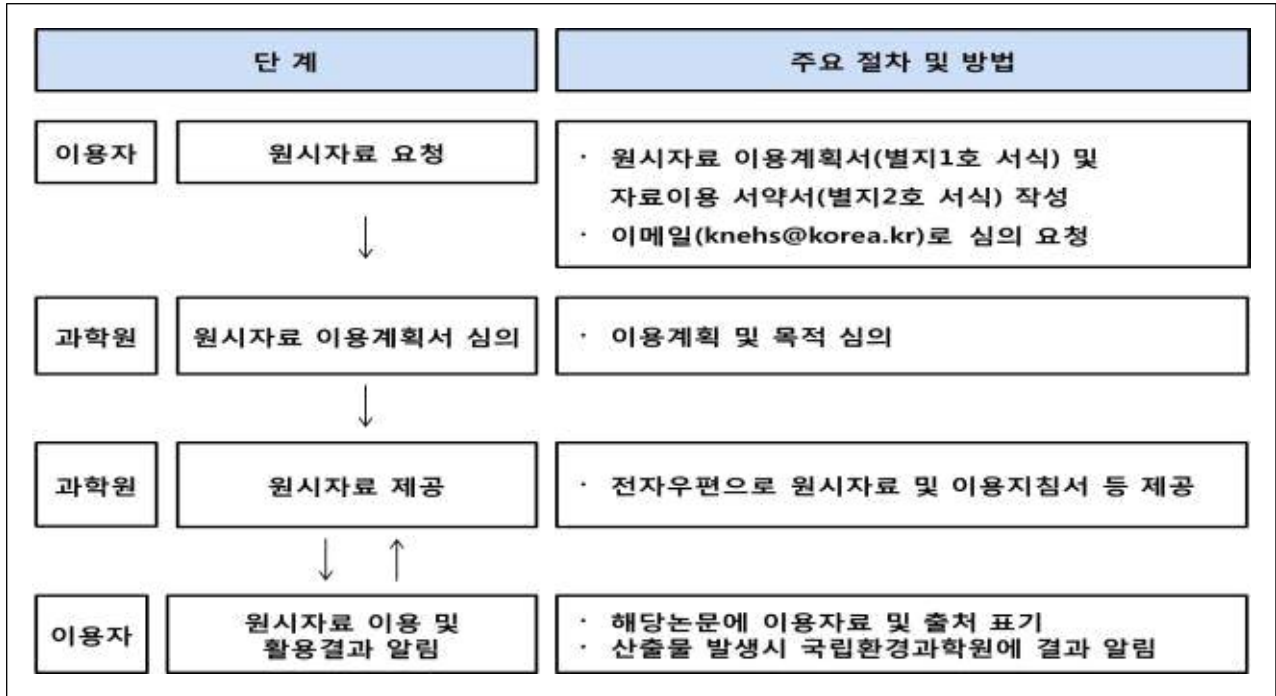 단 계
주요 절차 및 방법
이용자
원시자료 요청
· 원시자료 이용계획서(별지1호 서식) 및
자료이용 서약서(별지2호 서식) 작성
· 이메일(knehs@korea.kr)로 심의 요청
과학원
원시자료 이용계획서 심의
· 이용계획 및 목적 심의
과학원
원시자료 제공
· 전자우편으로 원시자료 및 이용지침서 등 제공
이용자
원시자료 이용 및
활용결과 알림
· 해당논문에 이용자료 및 출처 표기
· 산출물 발생시 국립환경과학원에 결과 알림